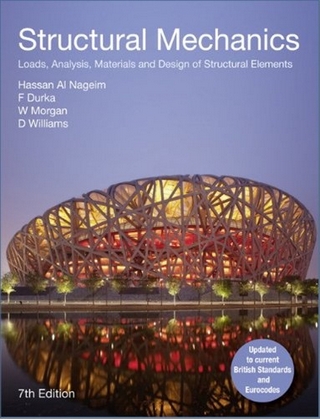 Structural Mechanics
Loads, Analysis, Materials and Design of Structural Elements
Hassan Al Nageim
F Durka
W Morgan
D Williams
7th Edition
Updated
to current
British Standards
and
Eurocodes